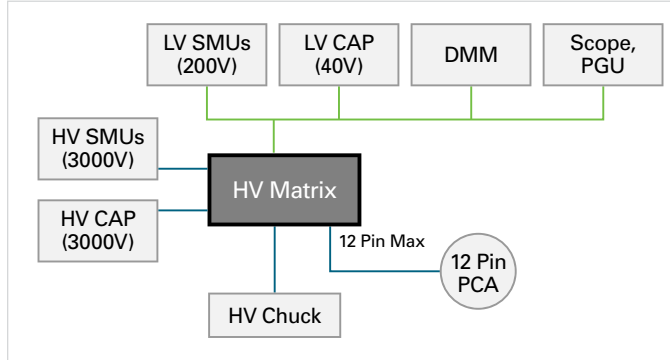 LV SMUs
(200V)
LV CAP
(40V)
DMM
Scope,
PGU
HV SMUs
(3000V)
HV CAP
(3000V)
HV Matrix
12 Pin Max
12 Pin
PCA
HV Chuck